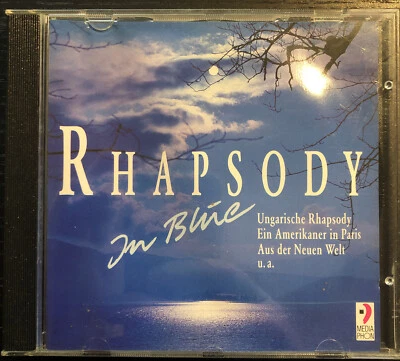 RHAPSODY
In Blue
Ungarische Rhapsody
Ein Amerikaner in Paris
Aus der Neuen Welt
u. a.
MEDIA
PHON